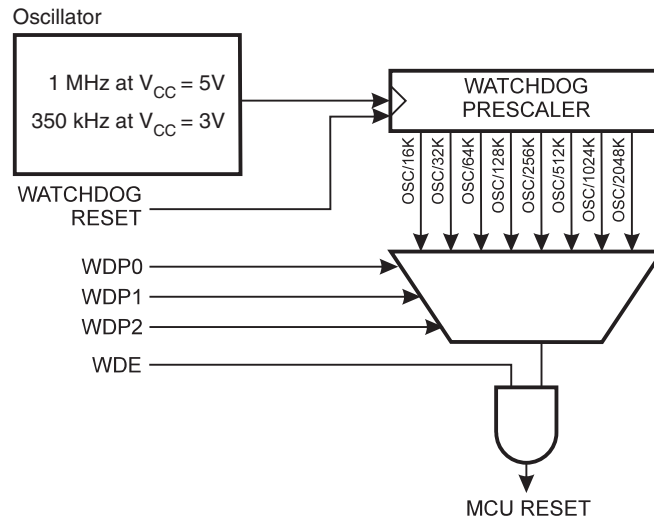 Oscillator
1 MHz at VCC = 5V
350 kHz at VCC = 3V
WATCHDOG
PRESCALER
OSC/16K
OSC/32K
OSC/64K
OSC/128K
OSC/256K
OSC/512K
OSC/1024K
OSC/2048K
WATCHDOG
RESET
WDP0
WDP1
WDP2
WDE
MCU RESET